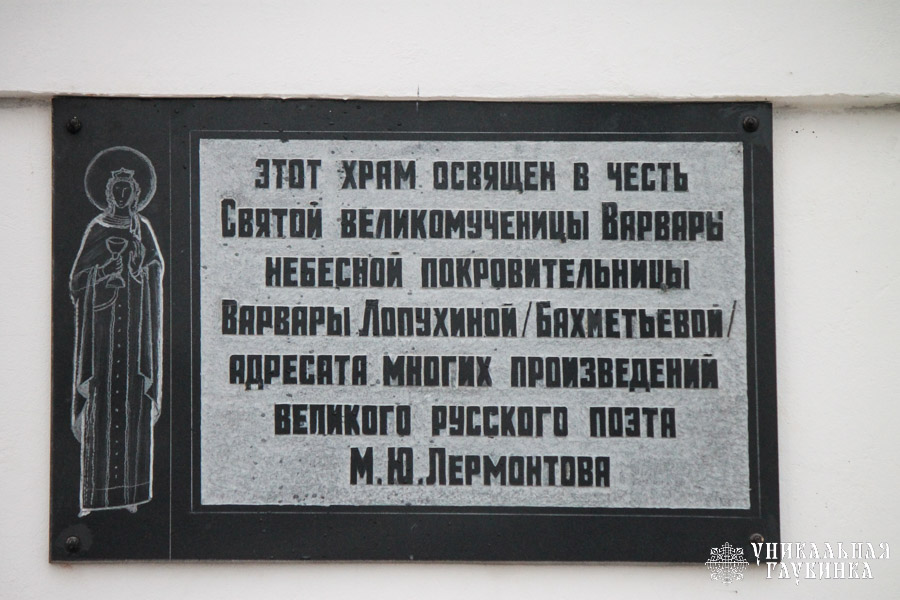 этот храм освящен в честь
Святой великомученицы Варвары
небесной покровительницы
Варвары Лопухиной/Бахметьевой/
адресата многих произведений
великого русского поэта
М.Ю.Лермонтова
УНИКАЛЬНАЯ
ГЛУБИНКА